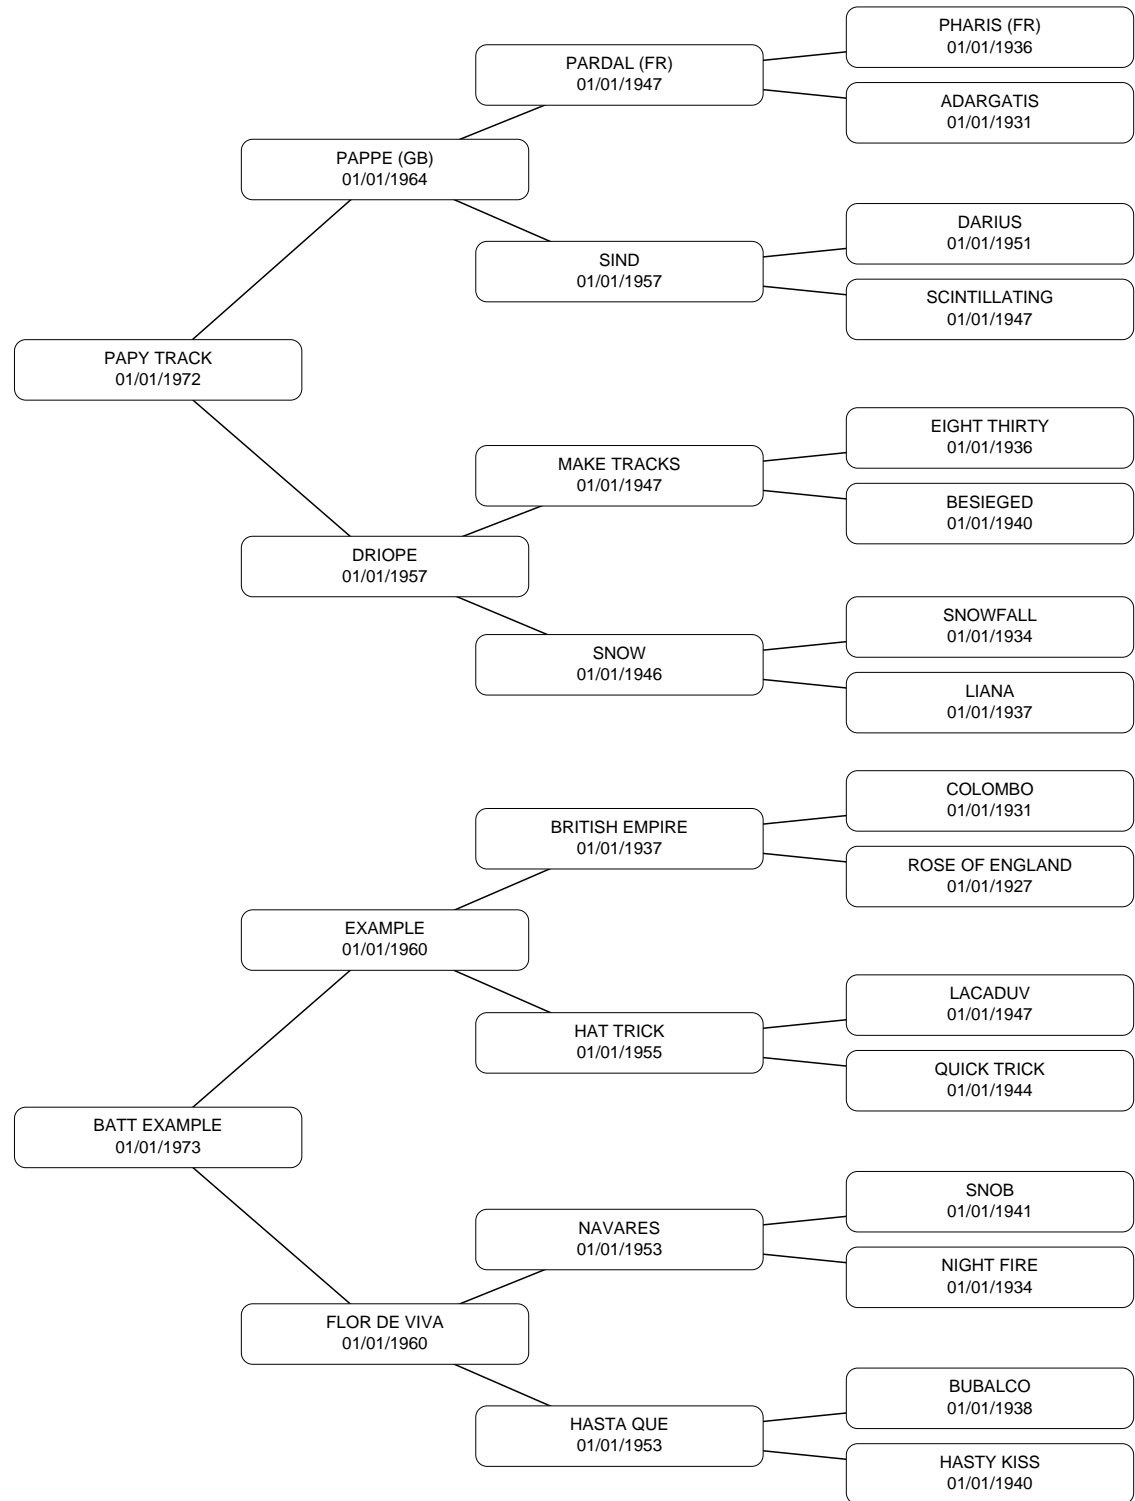 PHARIS (FR)
01/01/1936
PARDAL (FR)
01/01/1947
ADARGATIS
01/01/1931
PAPPE (GB)
01/01/1964
DARIUS
01/01/1951
SIND
01/01/1957
SCINTILLATING
01/01/1947
PAPY TRACK
01/01/1972
EIGHT THIRTY
01/01/1936
MAKE TRACKS
01/01/1947
BESIEGED
01/01/1940
DRIOPE
01/01/1957
SNOWFALL
01/01/1934
SNOW
01/01/1946
LIANA
01/01/1937
COLOMBO
01/01/1931
BRITISH EMPIRE
01/01/1937
ROSE OF ENGLAND
01/01/1927
EXAMPLE
01/01/1960
LACADUV
01/01/1947
HAT TRICK
01/01/1955
QUICK TRICK
01/01/1944
BATT EXAMPLE
01/01/1973
SNOB
01/01/1941
NAVARES
01/01/1953
NIGHT FIRE
01/01/1934
FLOR DE VIVA
01/01/1960
BUBALCO
01/01/1938
HASTA QUE
01/01/1953
HASTY KISS
01/01/1940